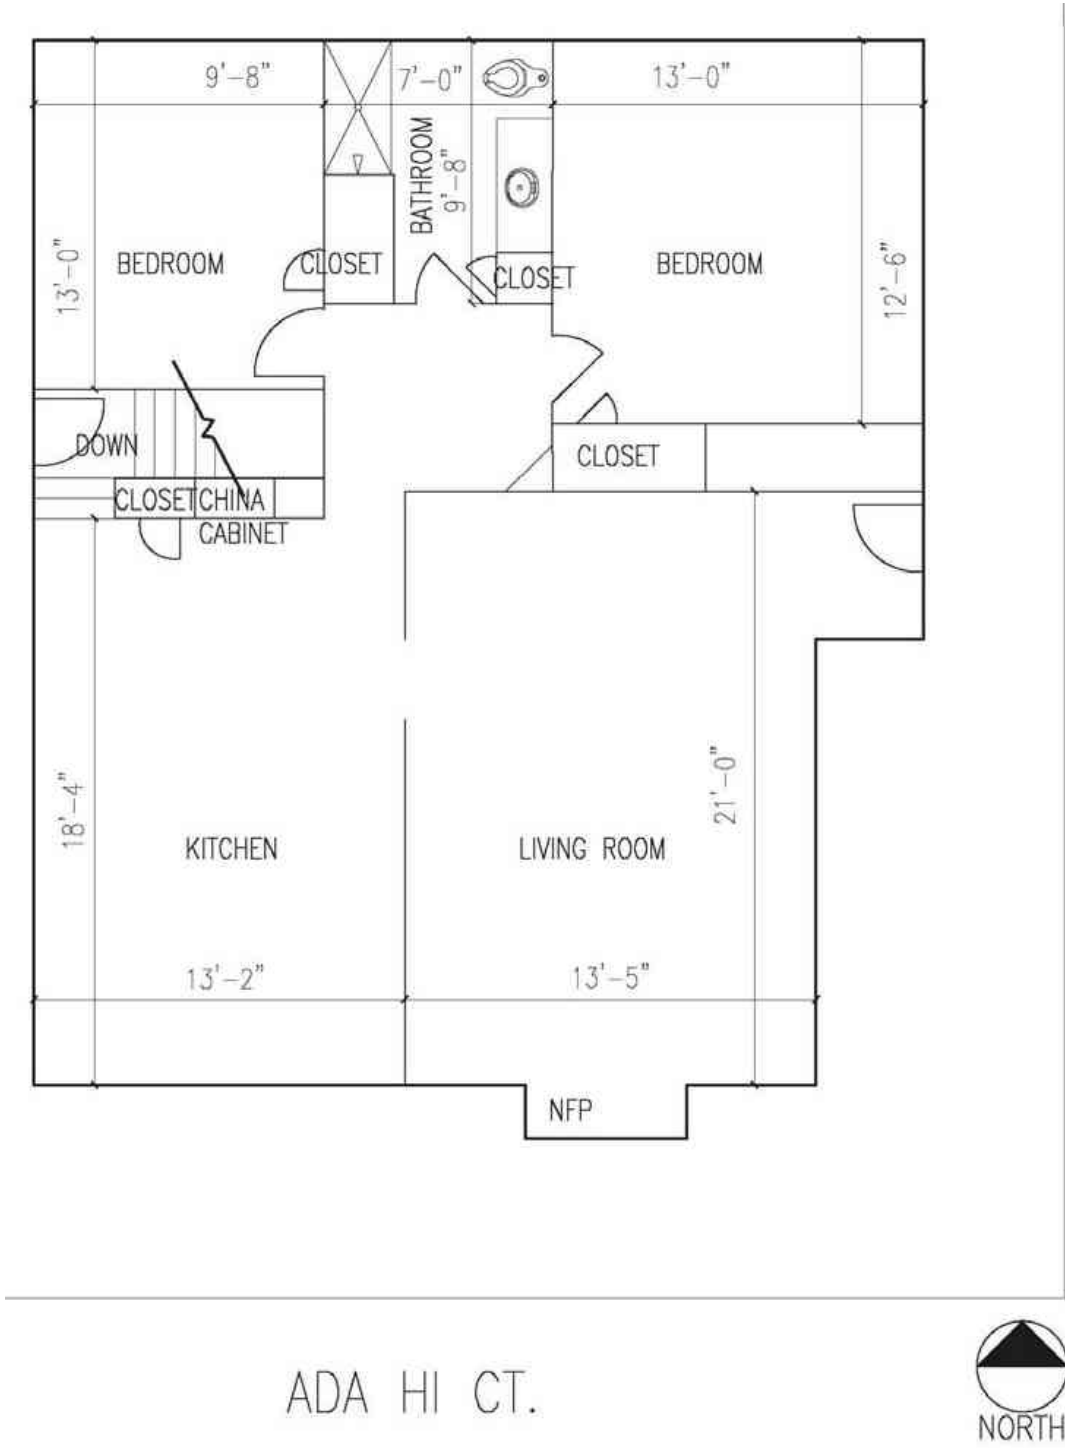 9'-8"
7'-0"
13'-0"
BATHROOM
9'-8"
13'-0"
BEDROOM
CLOSET
CLOSET
BEDROOM
12'-6"
DOWN
CLOSET
CLOSET
CHINA
CABINET
18'-4"
KITCHEN
LIVING ROOM
21'-0"
13'-2"
13'-5"
NFP
ADA HI CT.
NORTH